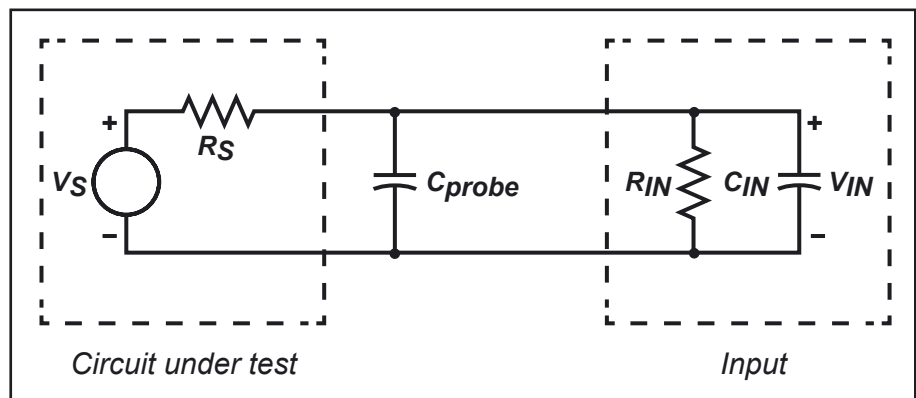 +
RS
VS
−
Cprobe
RIN
CIN
+
VIN
−
Circuit under test
Input